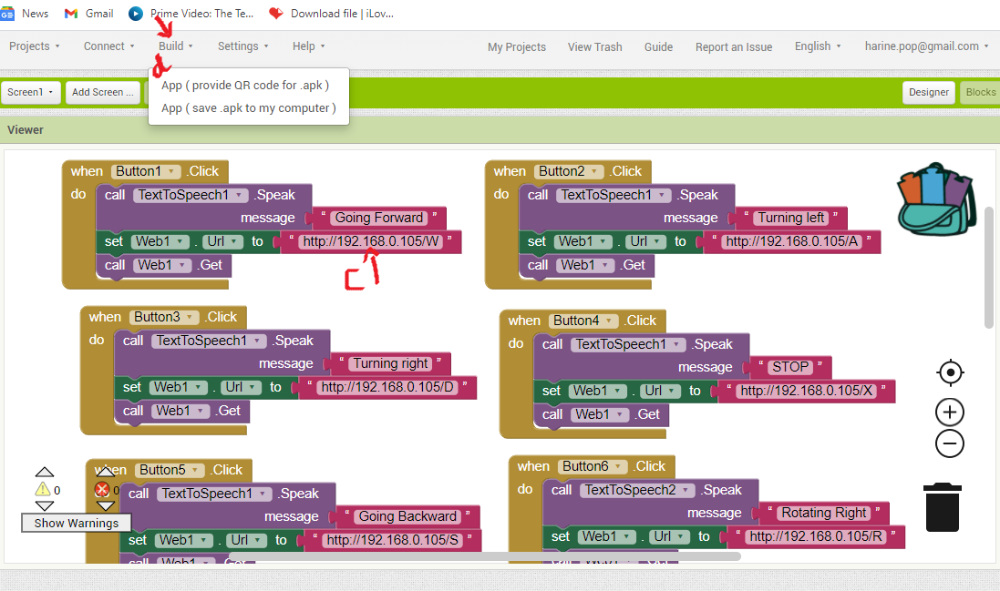 News Gmail Prime Video: The Te... Download file | iLov...
Projects Connect Build Settings Help My Projects View Trash Guide Report an Issue English harine.pop@gmail.com
App ( provide QR code for .apk )
App ( save .apk to my computer )
Screen1 Add Screen ... Designer Blocks
Viewer
when Button1 .Click
do call TextToSpeech1 .Speak
message “ Going Forward ”
set Web1 . Url to “ http://192.168.0.105/W ”
call Web1 .Get
when Button2 .Click
do call TextToSpeech1 .Speak
message “ Turning left ”
set Web1 . Url to “ http://192.168.0.105/A ”
call Web1 .Get
when Button3 .Click
do call TextToSpeech1 .Speak
message “ Turning right ”
set Web1 . Url to “ http://192.168.0.105/D ”
call Web1 .Get
when Button4 .Click
do call TextToSpeech1 .Speak
message “ STOP ”
set Web1 . Url to “ http://192.168.0.105/X ”
call Web1 .Get
when Button5 .Click
call TextToSpeech1 .Speak
message “ Going Backward ”
set Web1 . Url to “ http://192.168.0.105/S ”
call Web1 .Get
when Button6 .Click
do call TextToSpeech2 .Speak
message “ Rotating Right ”
set Web1 . Url to “ http://192.168.0.105/R ”
call Web1 .Get
0 0
Show Warnings